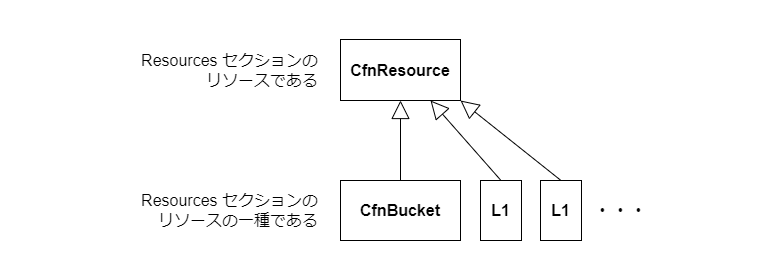 Resources セクションの
リソースである
CfnResource
Resources セクションの
リソースの一種である
CfnBucket
L1
L1
・・・